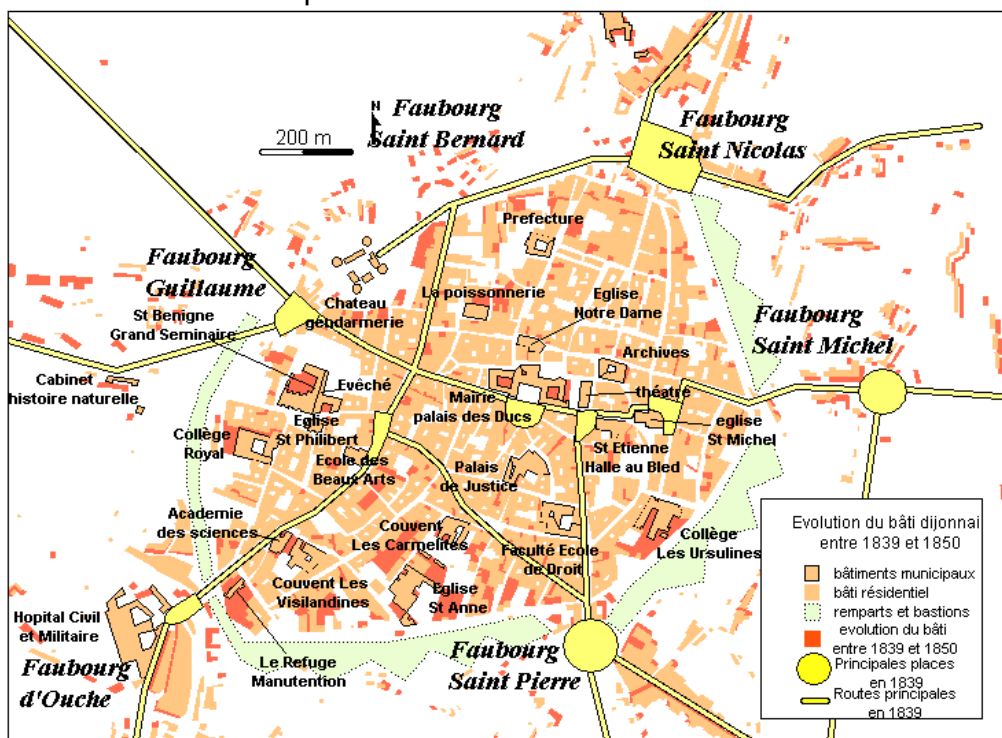 N
200 m
Faubourg
Saint Bernard
Faubourg
Saint Nicolas
Prefecture
Faubourg
Guillaume
St Benigne
Grand Seminaire
Chateau
gendarmerie
La poissonnerie
Eglise
Notre Dame
Faubourg
Saint Michel
Archives
Cabinet
histoire naturelle
Evêché
Mairie
palais des Ducs
théatre
eglise
St Michel
Eglise
St Philibert
Collège
Royal
Ecole des
Beaux Arts
St Etienne
Halle au Bled
Palais
de Justice
Academie
des sciences
Couvent
Les Carmelites
Faculté Ecole
de Droit
Collège
Les Ursulines
Couvent Les
Visilandines
Eglise
St Anne
Hopital Civil
et Militaire
Le Refuge
Manutention
Faubourg
d'Ouche
Faubourg
Saint Pierre
Evolution du bâti dijonnai
entre 1839 et 1850
bâtiments municipaux
bâti résidentiel
remparts et bastions
evolution du bâti
entre 1839 et 1850
Principales places
en 1839
Routes principales
en 1839